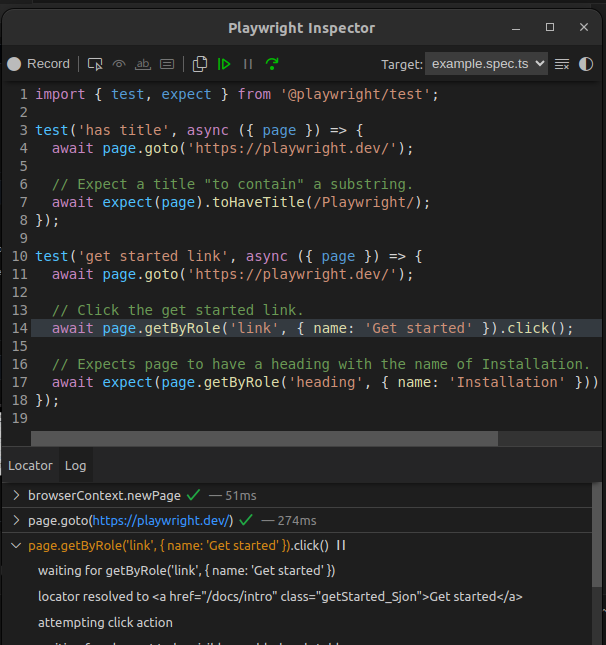 Playwright Inspector
Record
ab
Target: example.spec.ts
1 import { test, expect } from '@playwright/test';
2
3 test('has title', async ({ page }) => {
4 await page.goto('https://playwright.dev/');
5
6 // Expect a title "to contain" a substring.
7 await expect(page).toHaveTitle(/Playwright/);
8 });
9
10 test('get started link', async ({ page }) => {
11 await page.goto('https://playwright.dev/');
12
13 // Click the get started link.
14 await page.getByRole('link', { name: 'Get started' }).click();
15
16 // Expects page to have a heading with the name of Installation.
17 await expect(page.getByRole('heading', { name: 'Installation' }))
18 });
19
Locator Log
browserContext.newPage ✓ — 51ms
page.goto(https://playwright.dev/) ✓ — 274ms
page.getByRole('link', { name: 'Get started' }).click()
waiting for getByRole('link', { name: 'Get started' })
locator resolved to <a href="/docs/intro" class="getStarted_Sjon">Get started</a>
attempting click action